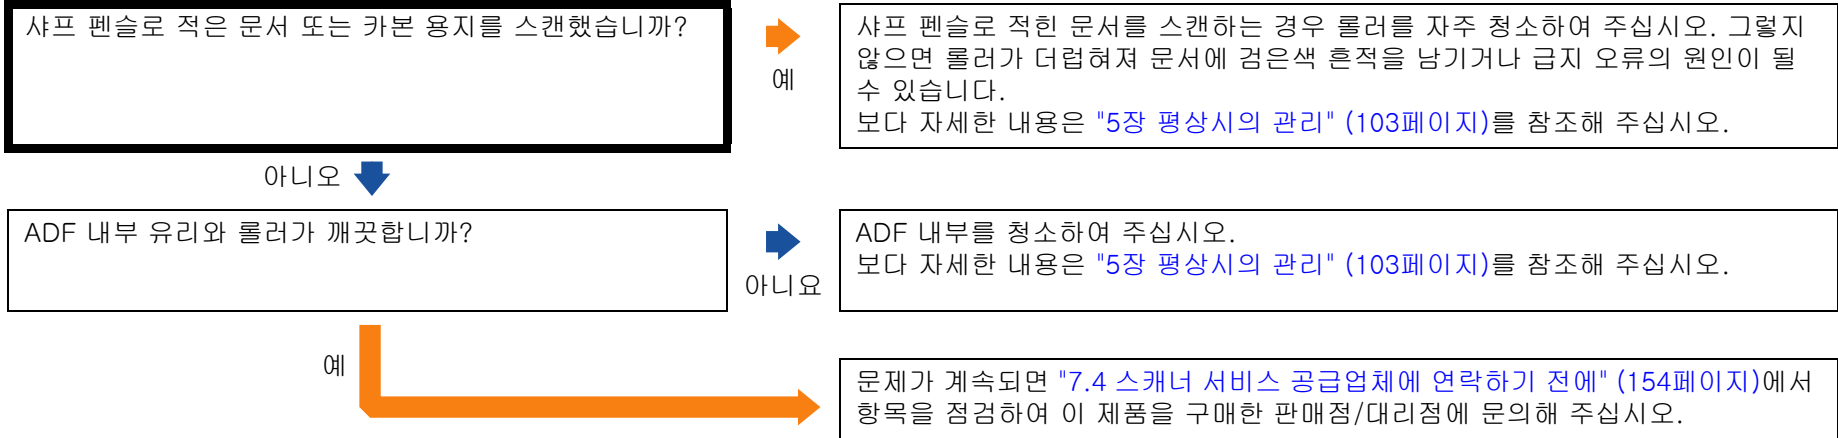 샤프 펜슬로 적은 문서 또는 카본 용지를 스캔했습니까?
예
샤프 펜슬로 적힌 문서를 스캔하는 경우 롤러를 자주 청소하여 주십시오. 그렇지
않으면 롤러가 더럽혀져 문서에 검은색 흔적을 남기거나 급지 오류의 원인이 될
수 있습니다.
보다 자세한 내용은 "5장 평상시의 관리" (103페이지)를 참조해 주십시오.
아니오
ADF 내부 유리와 롤러가 깨끗합니까?
아니요
ADF 내부를 청소하여 주십시오.
보다 자세한 내용은 "5장 평상시의 관리" (103페이지)를 참조해 주십시오.
예
문제가 계속되면 "7.4 스캐너 서비스 공급업체에 연락하기 전에" (154페이지)에서
항목을 점검하여 이 제품을 구매한 판매점/대리점에 문의해 주십시오.